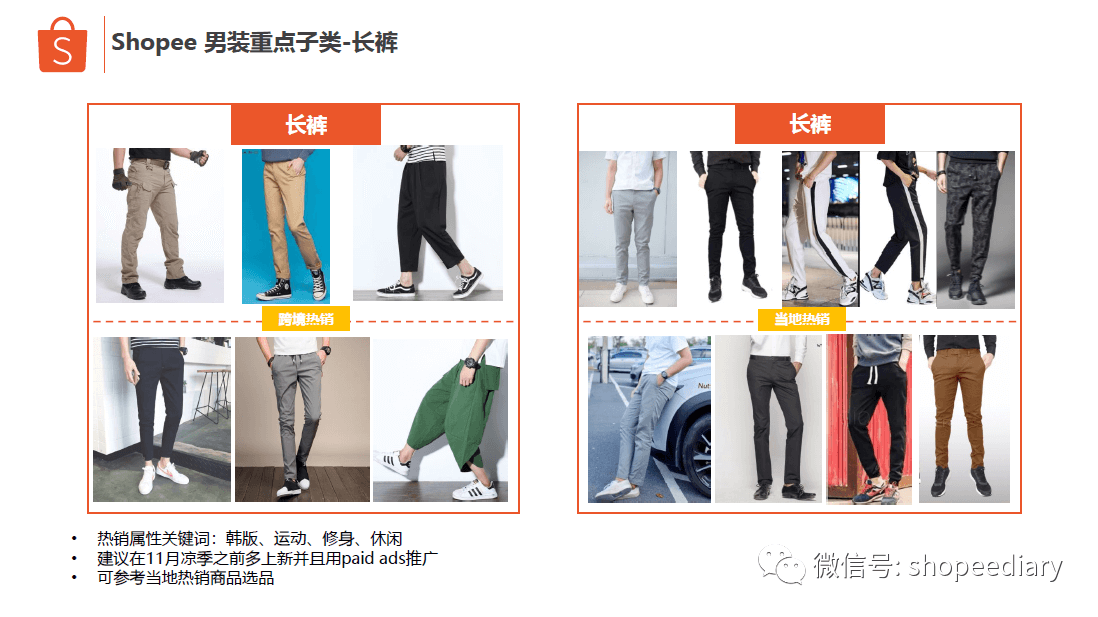 S
Shopee 男装重点子类-长裤
长裤
长裤
跨境热销
当地热销
Nut
• 热销属性关键词：韩版、运动、修身、休闲
• 建议在11月凉季之前多上新并且用paid ads推广
• 可参考当地热销商品选品
微信号: shopeediary